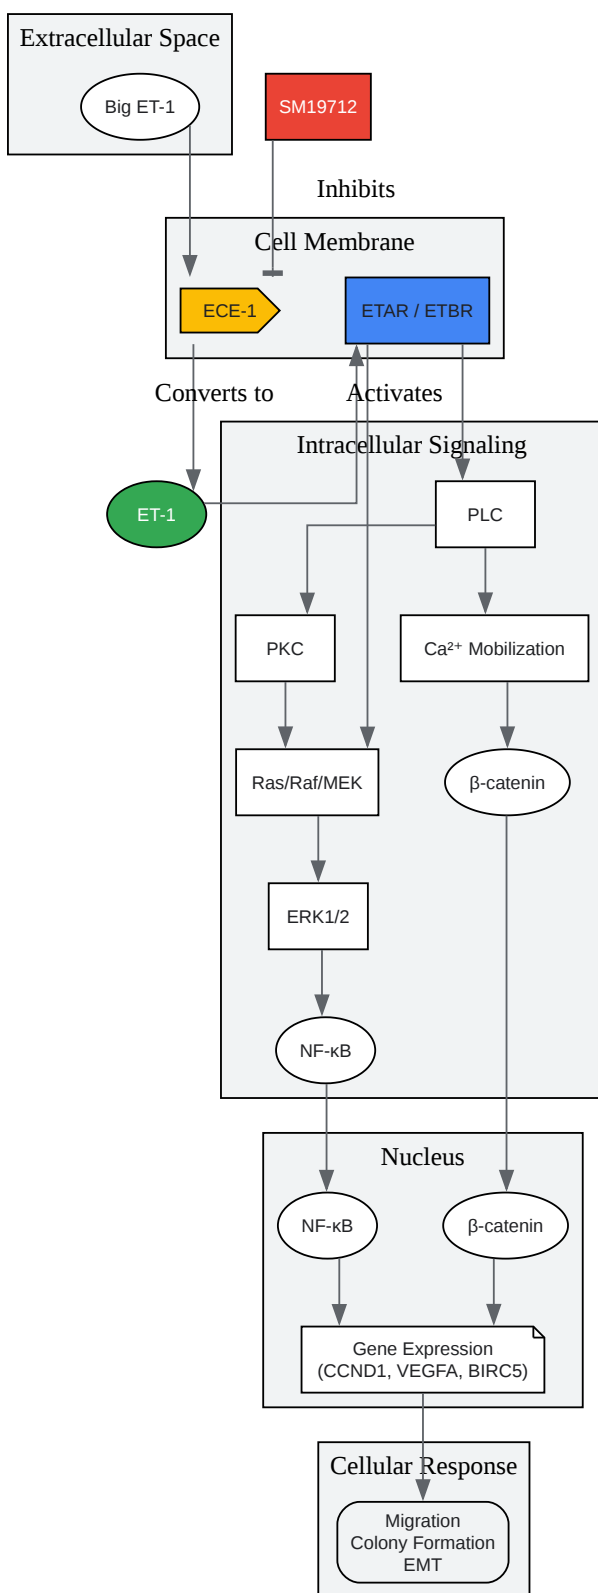 Extracellular Space
Big ET-1
SM19712
Inhibits
Cell Membrane
ECE-1
ETAR / ETBR
Converts to
Activates
Intracellular Signaling
ET-1
PLC
PKC
Ca²⁺ Mobilization
Ras/Raf/MEK
β-catenin
ERK1/2
NF-κB
Nucleus
NF-κB
β-catenin
Gene Expression
(CCND1, VEGFA, BIRC5)
Cellular Response
Migration
Colony Formation
EMT